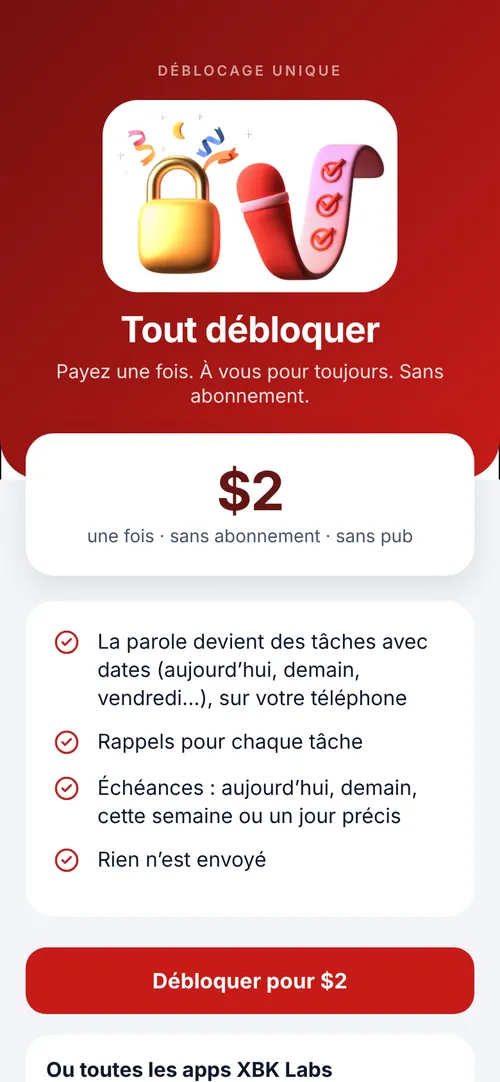 DÉBLOCAGE UNIQUE
Tout débloquer
Payez une fois. À vous pour toujours. Sans
abonnement.
$2
une fois · sans abonnement · sans pub
La parole devient des tâches avec
dates (aujourd’hui, demain,
vendredi…), sur votre téléphone
Rappels pour chaque tâche
Échéances : aujourd’hui, demain,
cette semaine ou un jour précis
Rien n’est envoyé
Débloquer pour $2
Ou toutes les apps XBK Labs